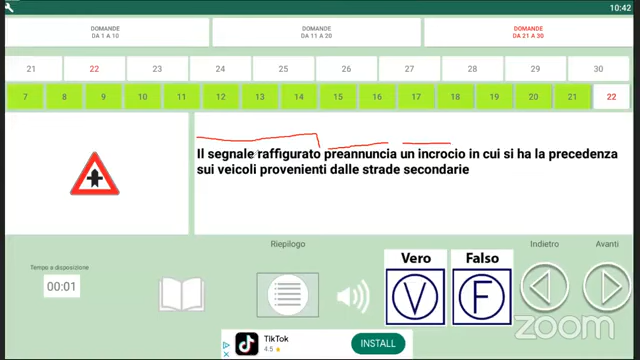 10:42
DOMANDE
DA 1 A 10
DOMANDE
DA 11 A 20
DOMANDE
DA 21 A 30
21 22 23 24 25 26 27 28 29 30
7 8 9 10 11 12 13 14 15 16 17 18 19 20 21 22
Il segnale raffigurato preannuncia un incrocio in cui si ha la precedenza
sui veicoli provenienti dalle strade secondarie
Riepilogo
Vero
Falso
Indietro
Avanti
Tempo a disposizione
00:01
V
F
zoom
TikTok
4.5
INSTALL